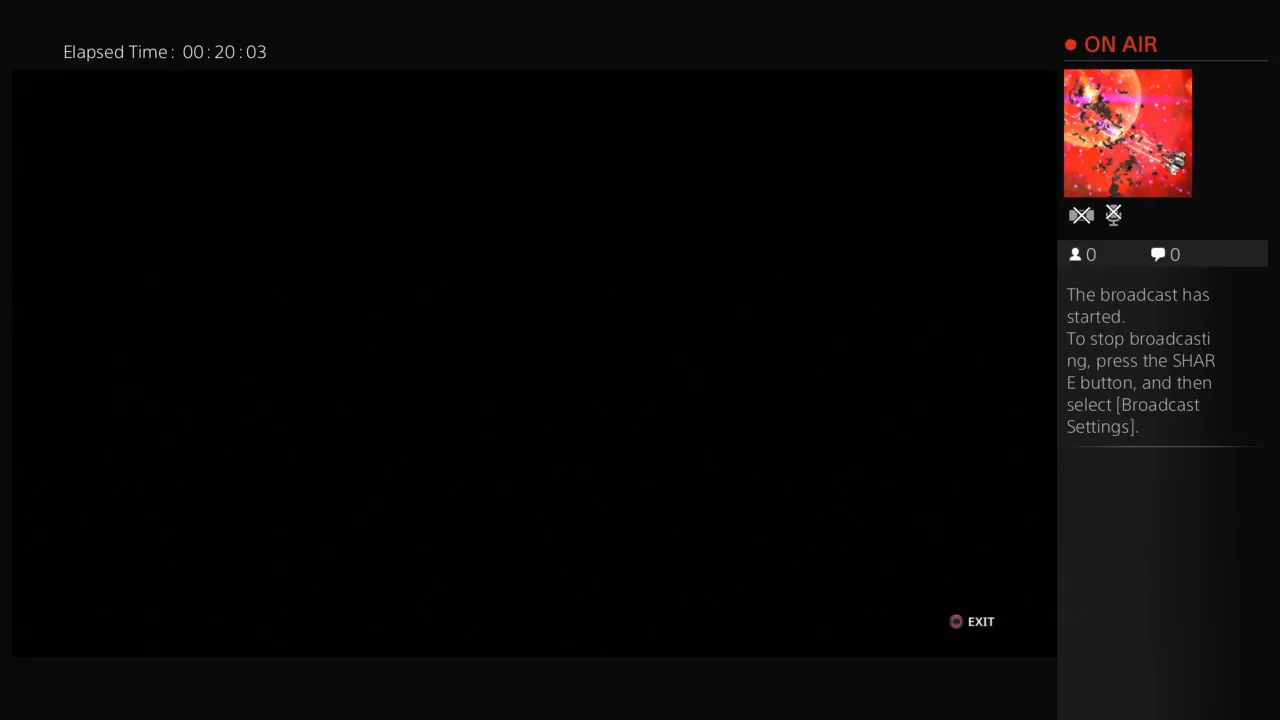 Elapsed Time: 00:20:03
ON AIR
0
0
The broadcast has
started.
To stop broadcasti
ng, press the SHAR
E button, and then
select [Broadcast
Settings].
EXIT